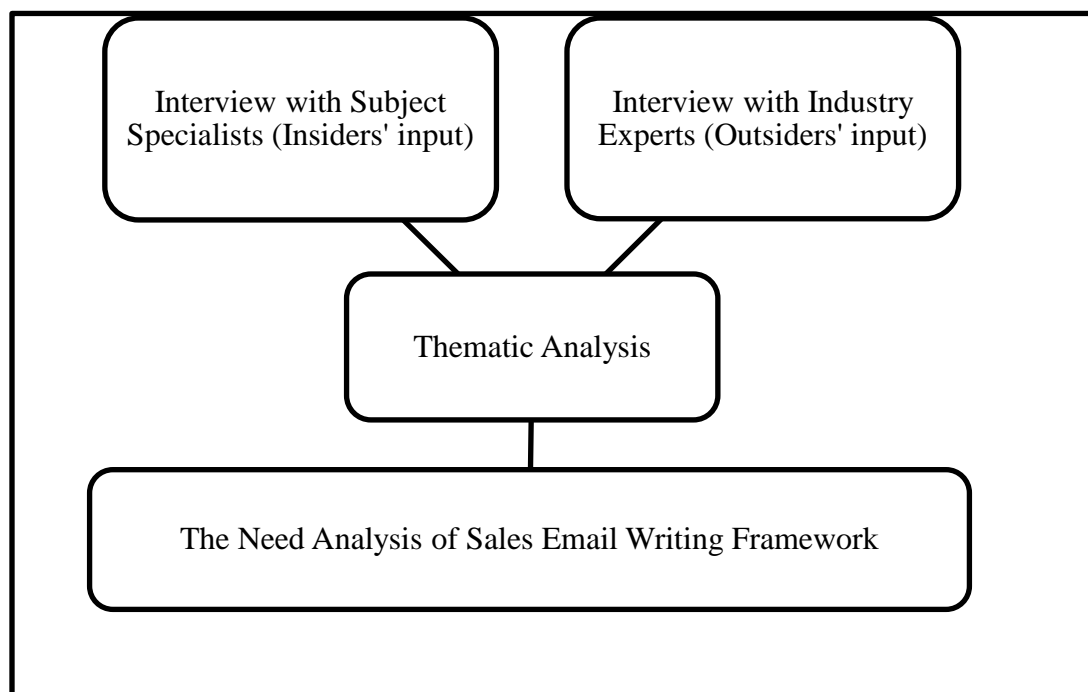 Interview with Subject
Specialists (Insiders' input)
Interview with Industry
Experts (Outsiders' input)
Thematic Analysis
The Need Analysis of Sales Email Writing Framework